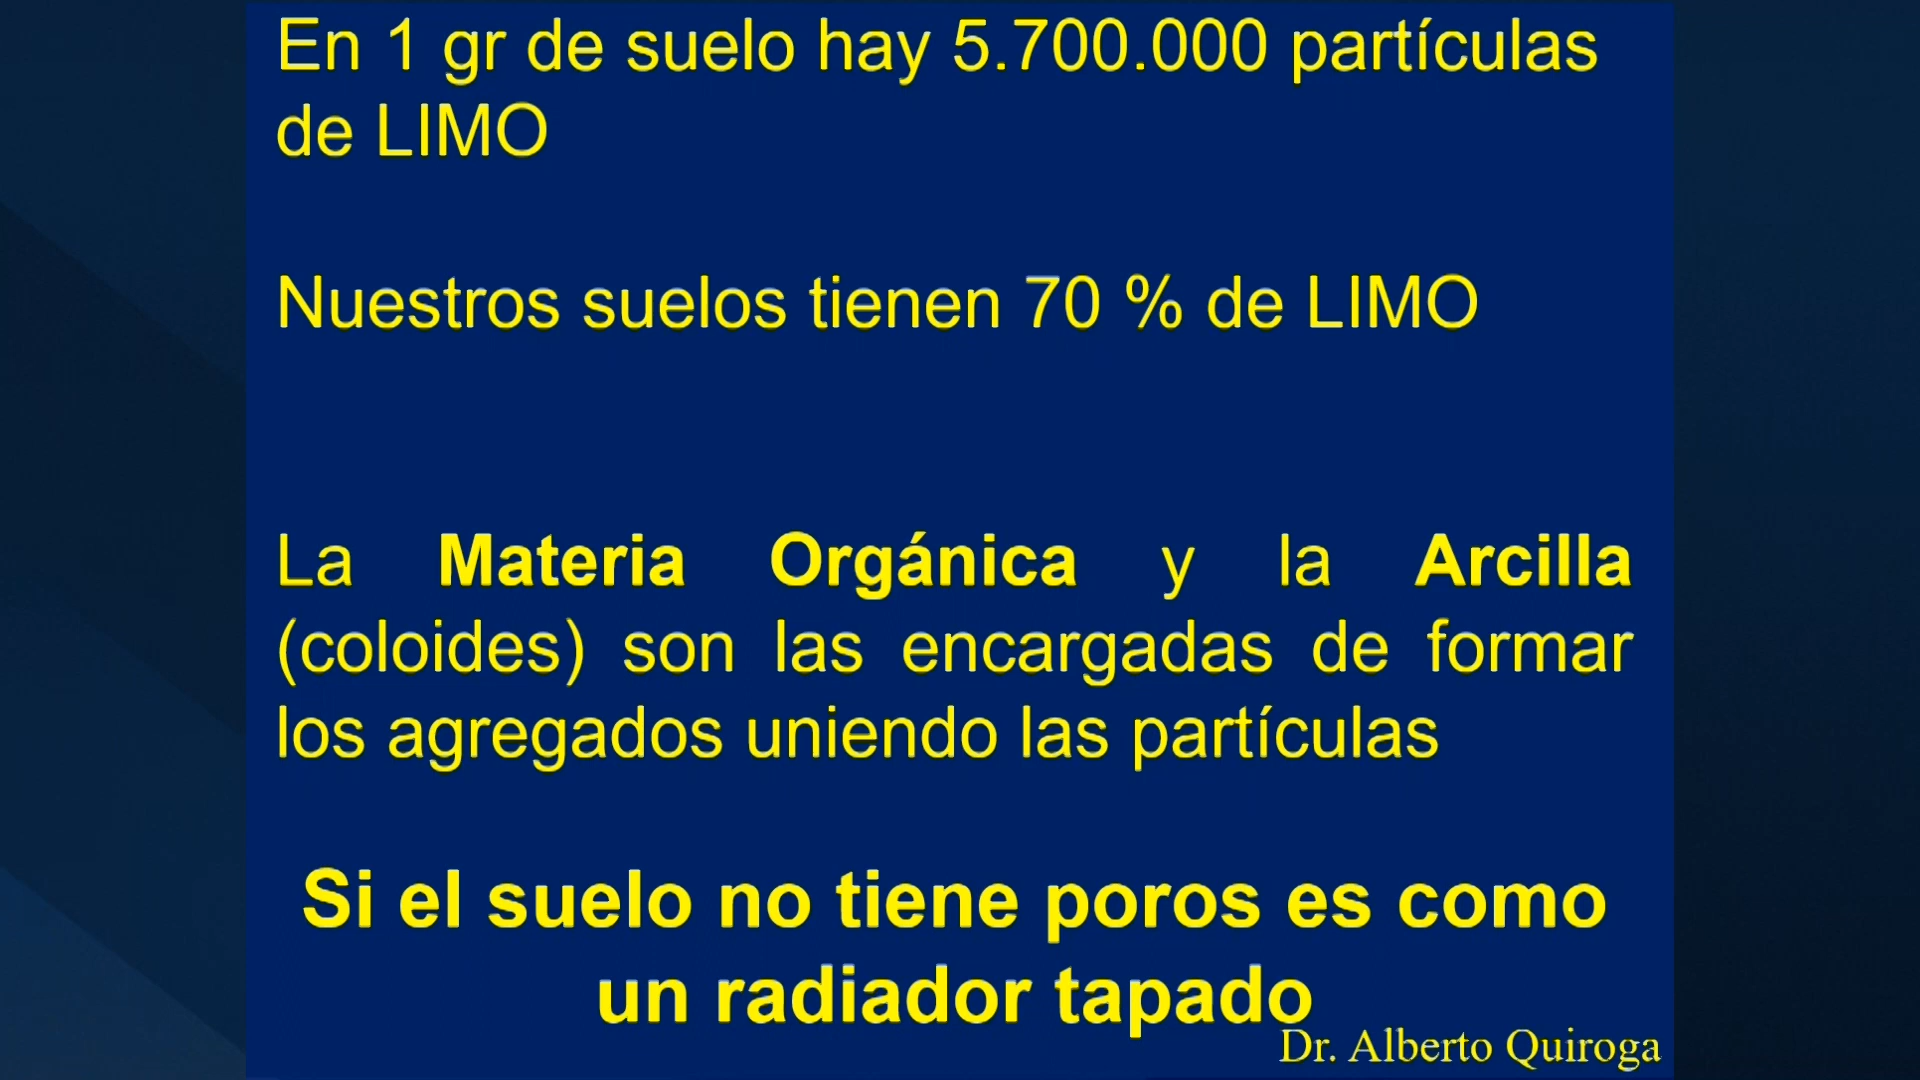 En 1 gr de suelo hay 5.700.000 partículas
de LIMO
Nuestros suelos tienen 70 % de LIMO
La Materia Orgánica y la Arcilla
(coloides) son las encargadas de formar
los agregados uniendo las partículas
Si el suelo no tiene poros es como
un radiador tapado
Dr. Alberto Quiroga